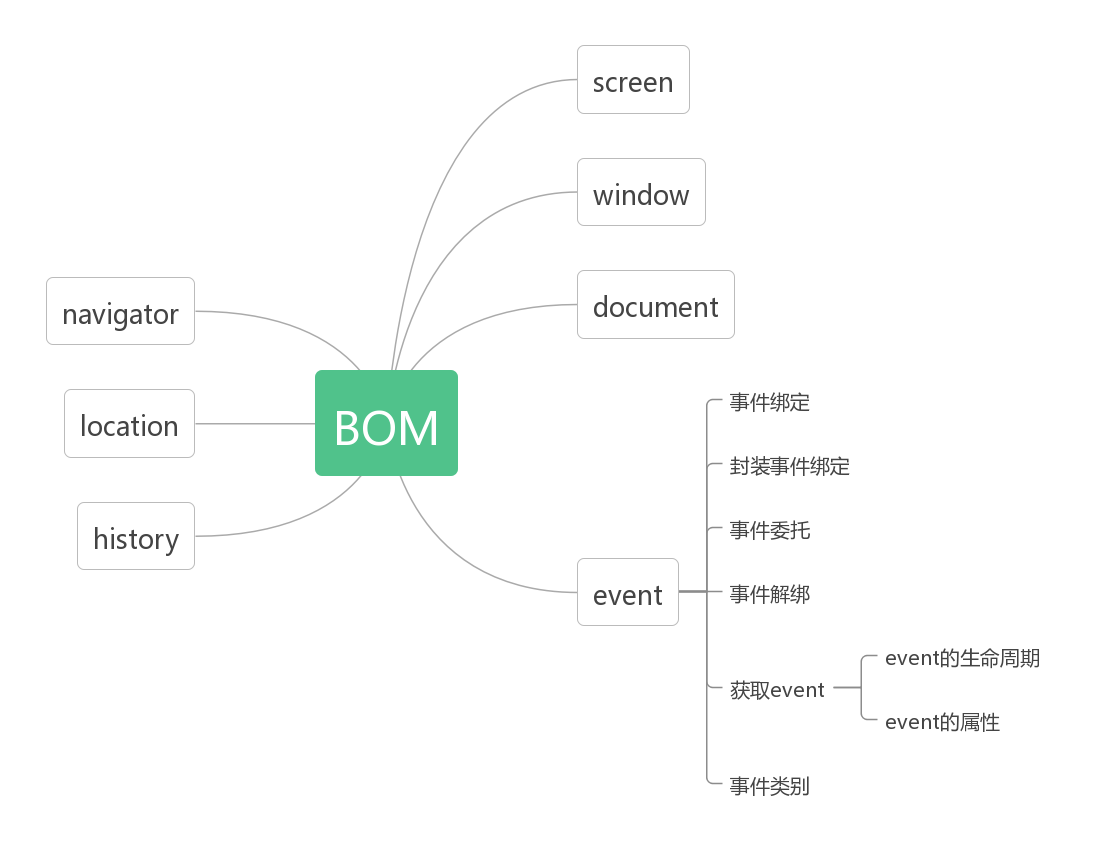 screen
window
document
navigator
BOM
location
history
event
事件绑定
封装事件绑定
事件委托
事件解绑
获取event
event的生命周期
event的属性
事件类别